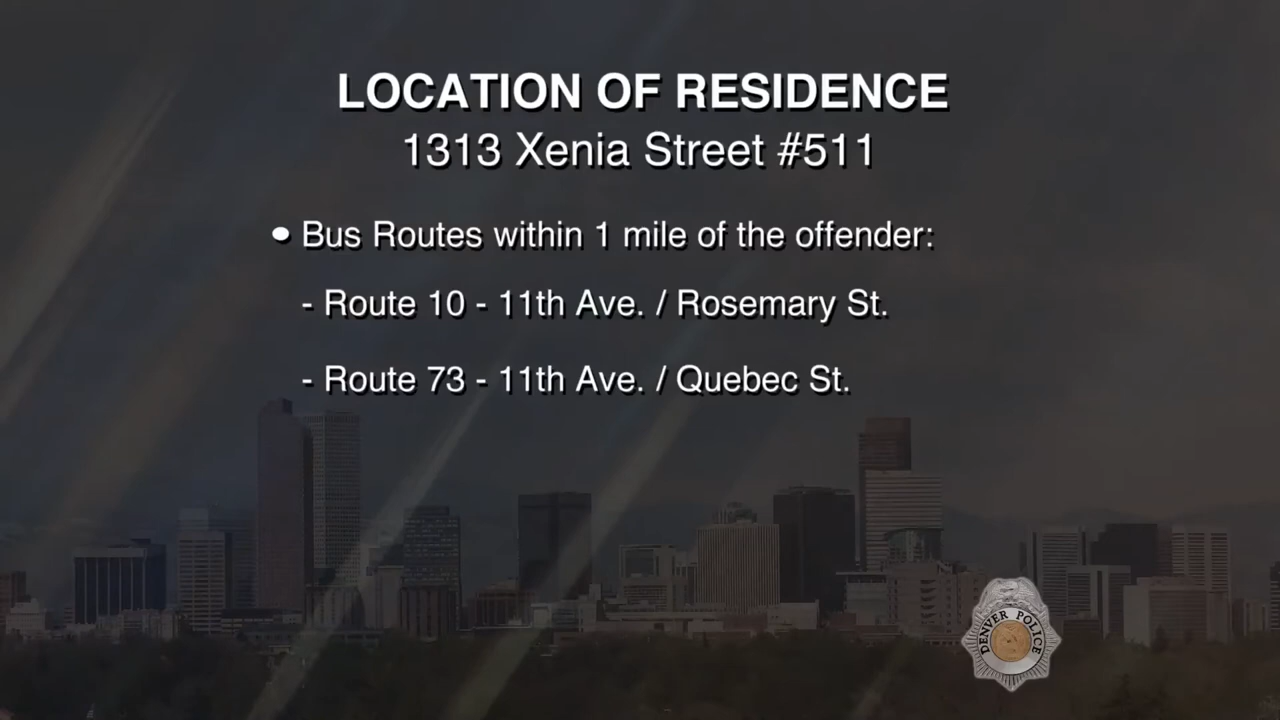 LOCATION OF RESIDENCE
1313 Xenia Street #511
• Bus Routes within 1 mile of the offender:
- Route 10 - 11th Ave. / Rosemary St.
- Route 73 - 11th Ave. / Quebec St.
DENVER POLICE